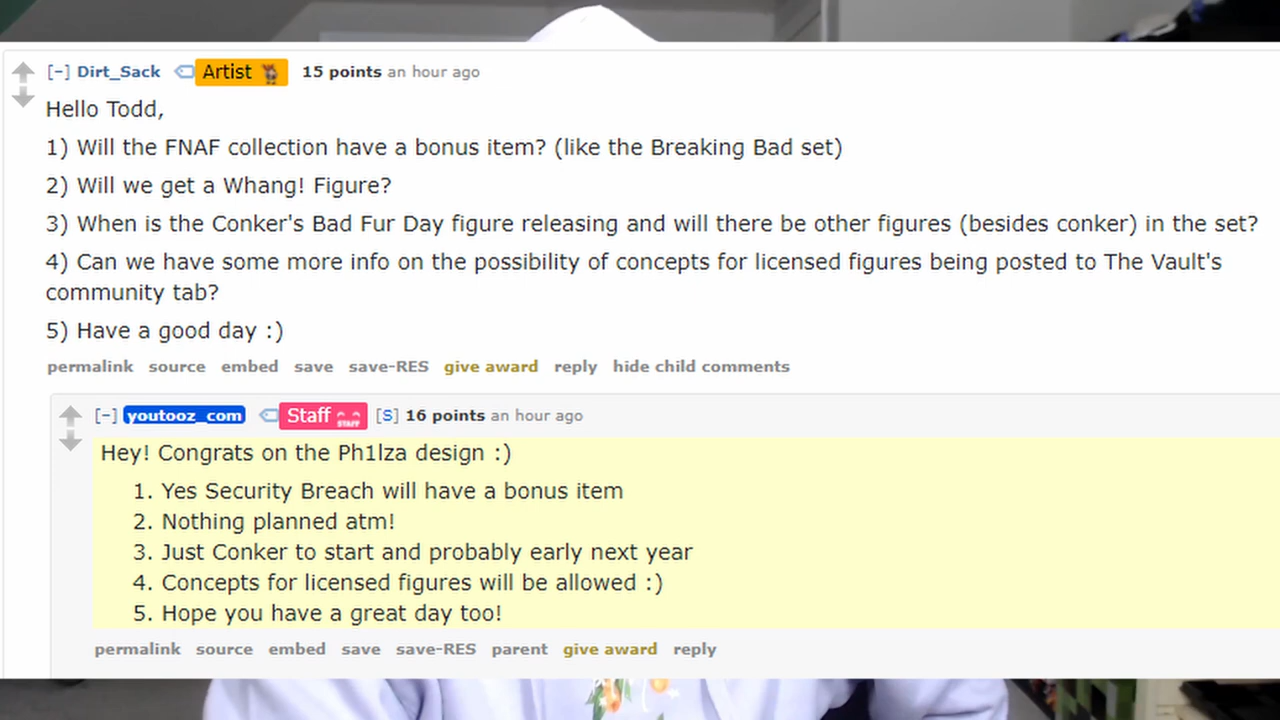 [-] Dirt_Sack Artist 15 points an hour ago
Hello Todd,
1) Will the FNAF collection have a bonus item? (like the Breaking Bad set)
2) Will we get a Whang! Figure?
3) When is the Conker's Bad Fur Day figure releasing and will there be other figures (besides conker) in the set?
4) Can we have some more info on the possibility of concepts for licensed figures being posted to The Vault's
community tab?
5) Have a good day :)
permalink source embed save save-RES give award reply hide child comments
[-] youtooz_com Staff STAFF [S] 16 points an hour ago
Hey! Congrats on the Ph1lza design :)
1. Yes Security Breach will have a bonus item
2. Nothing planned atm!
3. Just Conker to start and probably early next year
4. Concepts for licensed figures will be allowed :)
5. Hope you have a great day too!
permalink source embed save save-RES parent give award reply